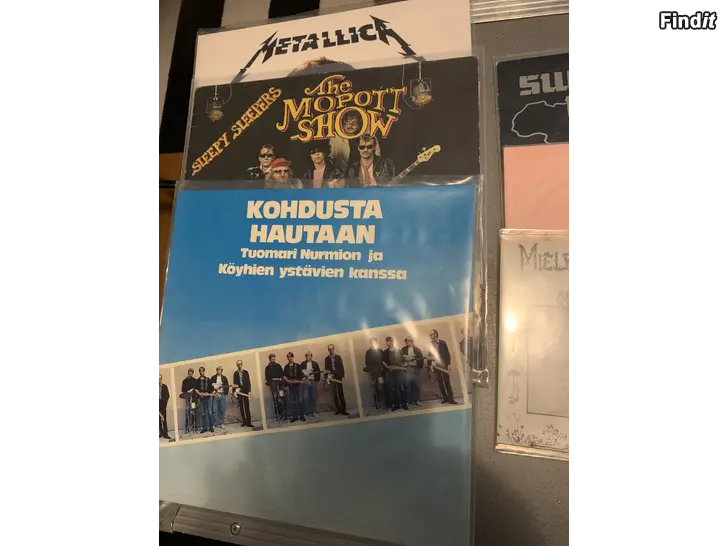 Findit
METALLICA
SLEEPY SLEEPERS
The
MOPOTT
SHOW
KOHDUSTA
HAUTAAN
Tuomari Nurmion ja
Köyhien ystävien kanssa